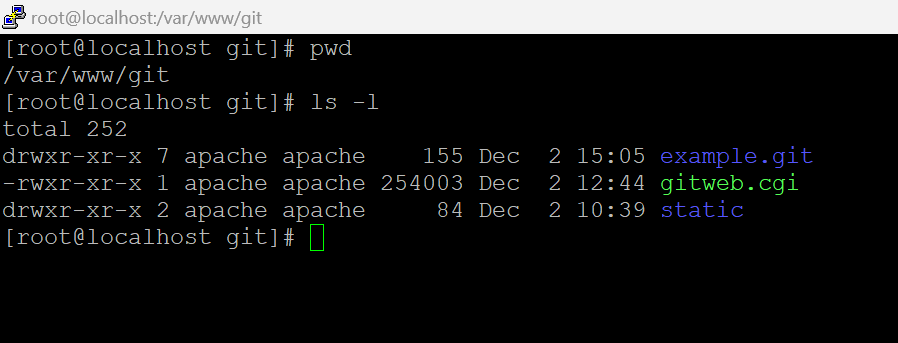 root@localhost:/var/www/git
[root@localhost git]# pwd
/var/www/git
[root@localhost git]# ls -l
total 252
drwxr-xr-x 7 apache apache    155 Dec  2 15:05 example.git
-rwxr-xr-x 1 apache apache 254003 Dec  2 12:44 gitweb.cgi
drwxr-xr-x 2 apache apache     84 Dec  2 10:39 static
[root@localhost git]#